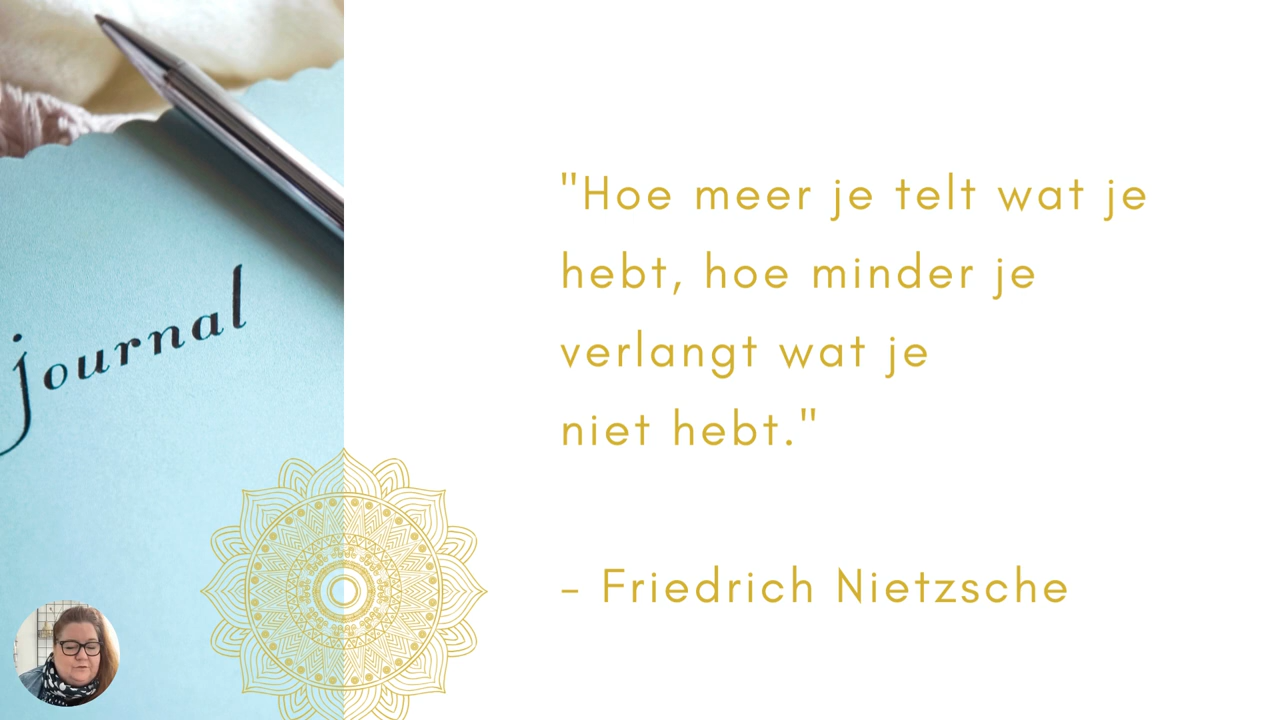 journal
"Hoe meer je telt wat je
hebt, hoe minder je
verlangt wat je
niet hebt."
- Friedrich Nietzsche